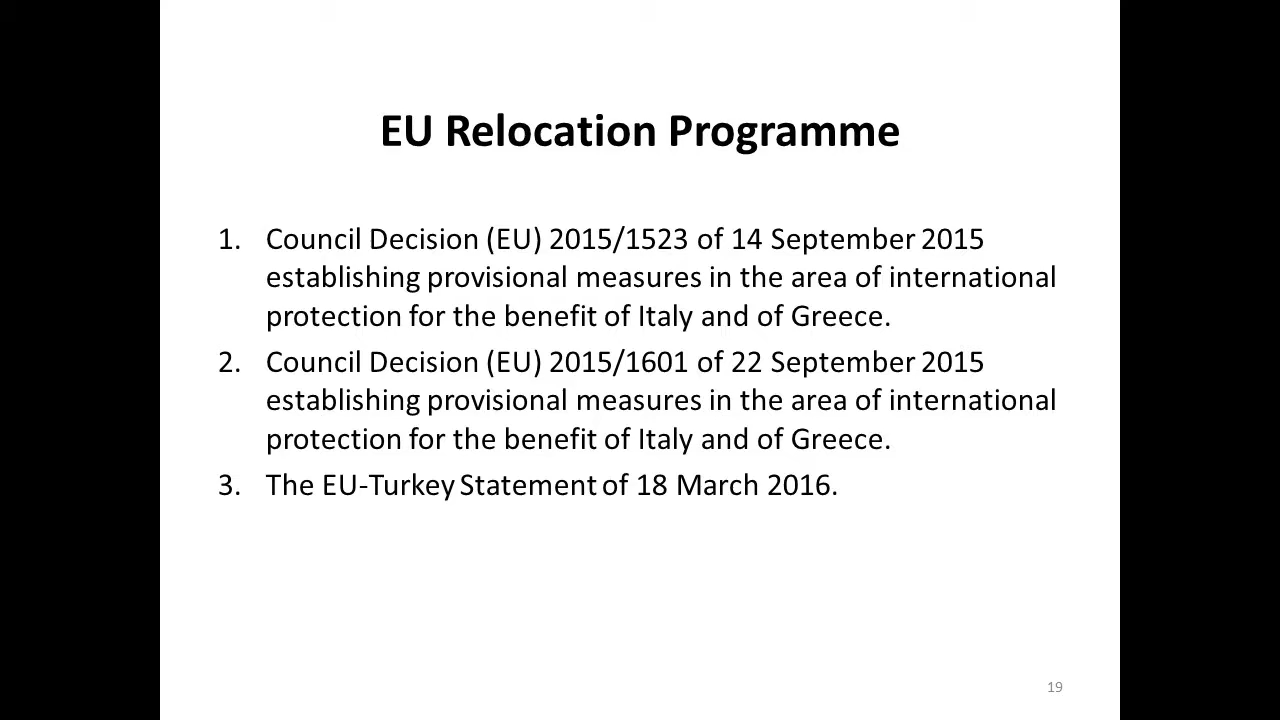 EU Relocation Programme
1. Council Decision (EU) 2015/1523 of 14 September 2015
establishing provisional measures in the area of international
protection for the benefit of Italy and of Greece.
2. Council Decision (EU) 2015/1601 of 22 September 2015
establishing provisional measures in the area of international
protection for the benefit of Italy and of Greece.
3. The EU-Turkey Statement of 18 March 2016.
19